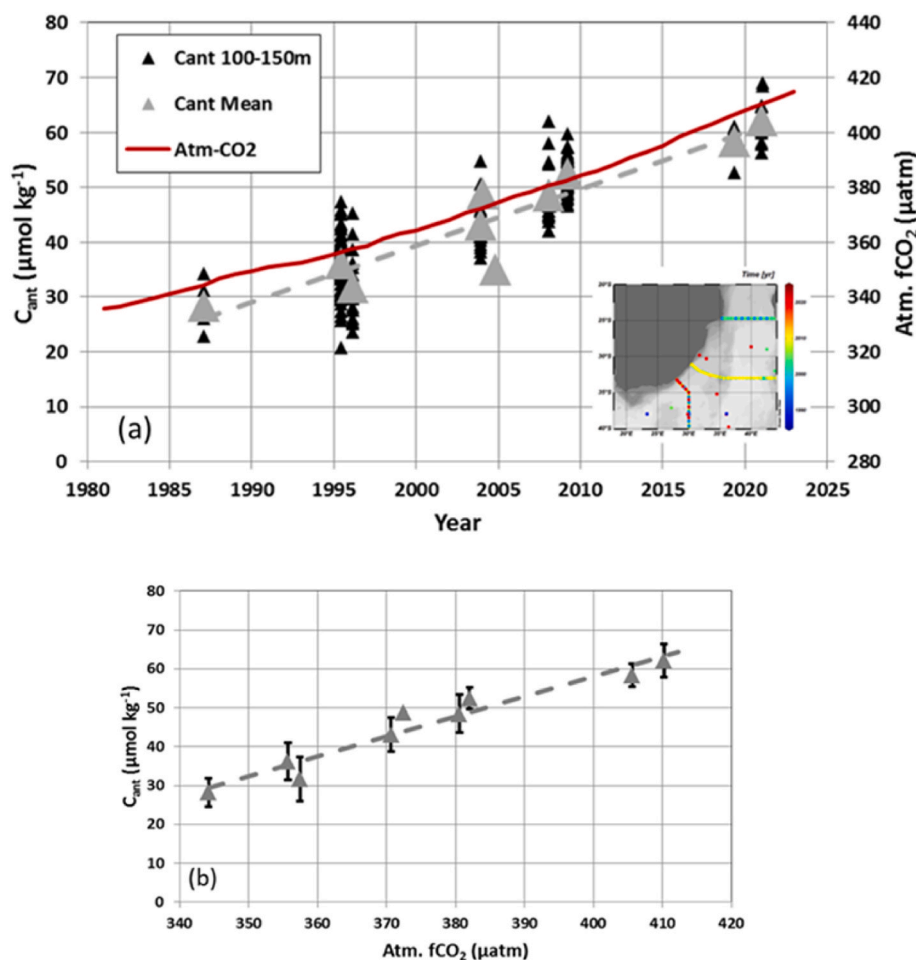 80 440
70 420
60 400
50 380
40 360
30 340
20 320
10 300
0 280
Cant 100-150m
Cant Mean
Atm-CO2
C_ant (μmol kg⁻¹)
Atm. fCO₂ (μatm)
Time [yr]
(a)
1980 1985 1990 1995 2000 2005 2010 2015 2020 2025
Year
80
70
60
50
40
30
20
10
0
C_ant (μmol kg⁻¹)
(b)
340 350 360 370 380 390 400 410 420
Atm. fCO₂ (μatm)